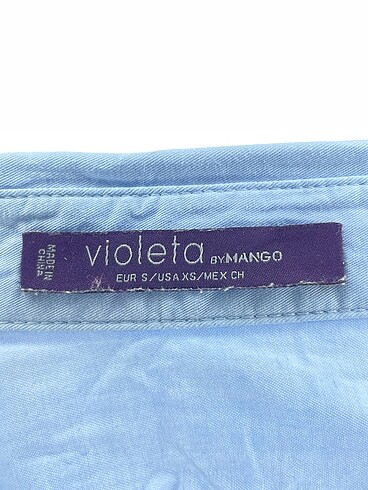 MADE IN
CHINA
violeta BY MANGO
EUR S/USA XS/MEX CH